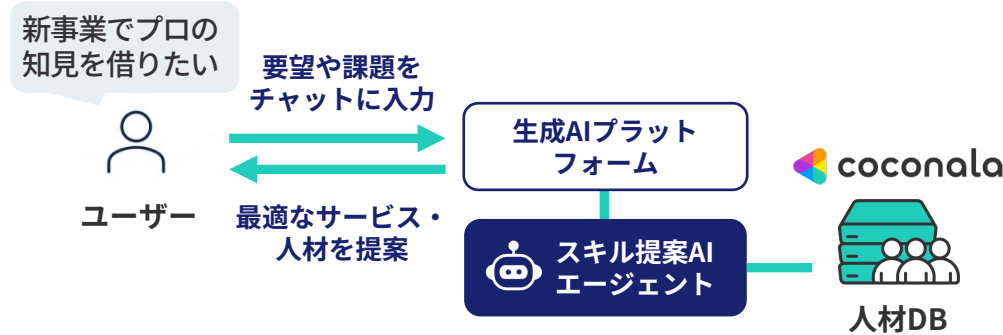 新事業でプロの
知見を借りたい
要望や課題を
チャットに入力
生成AIプラット
フォーム
coconala
ユーザー
最適なサービス・
人材を提案
スキル提案AI
エージェント
人材DB